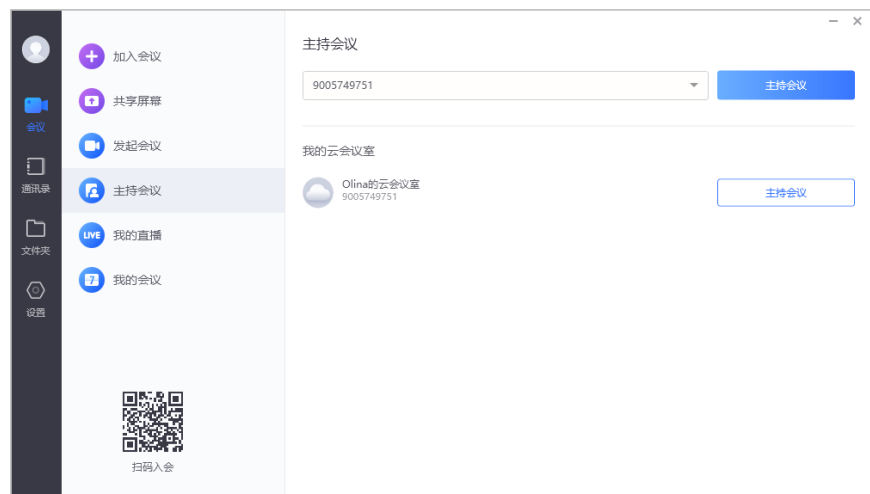 会议
通讯录
文件夹
设置
加入会议
共享屏幕
发起会议
主持会议
LIVE
我的直播
7
我的会议
扫码入会
主持会议
9005749751
主持会议
我的云会议室
Olina的云会议室
9005749751
主持会议